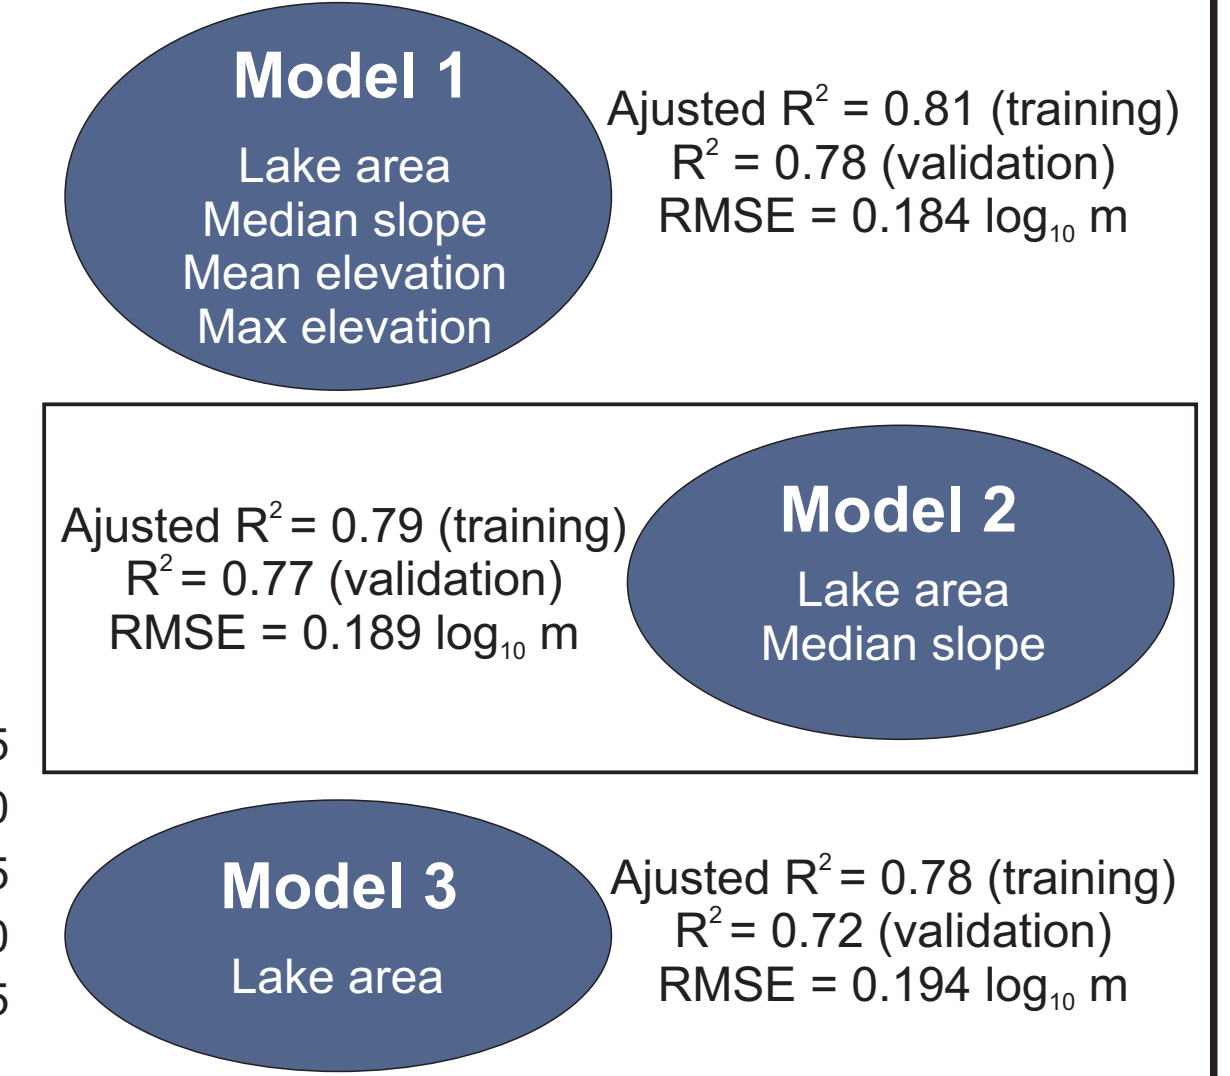 Model 1
Lake area
Median slope
Mean elevation
Max elevation
Ajusted R² = 0.81 (training)
R² = 0.78 (validation)
RMSE = 0.184 log₁₀ m
Ajusted R² = 0.79 (training)
R² = 0.77 (validation)
RMSE = 0.189 log₁₀ m
Model 2
Lake area
Median slope
Model 3
Lake area
Ajusted R² = 0.78 (training)
R² = 0.72 (validation)
RMSE = 0.194 log₁₀ m